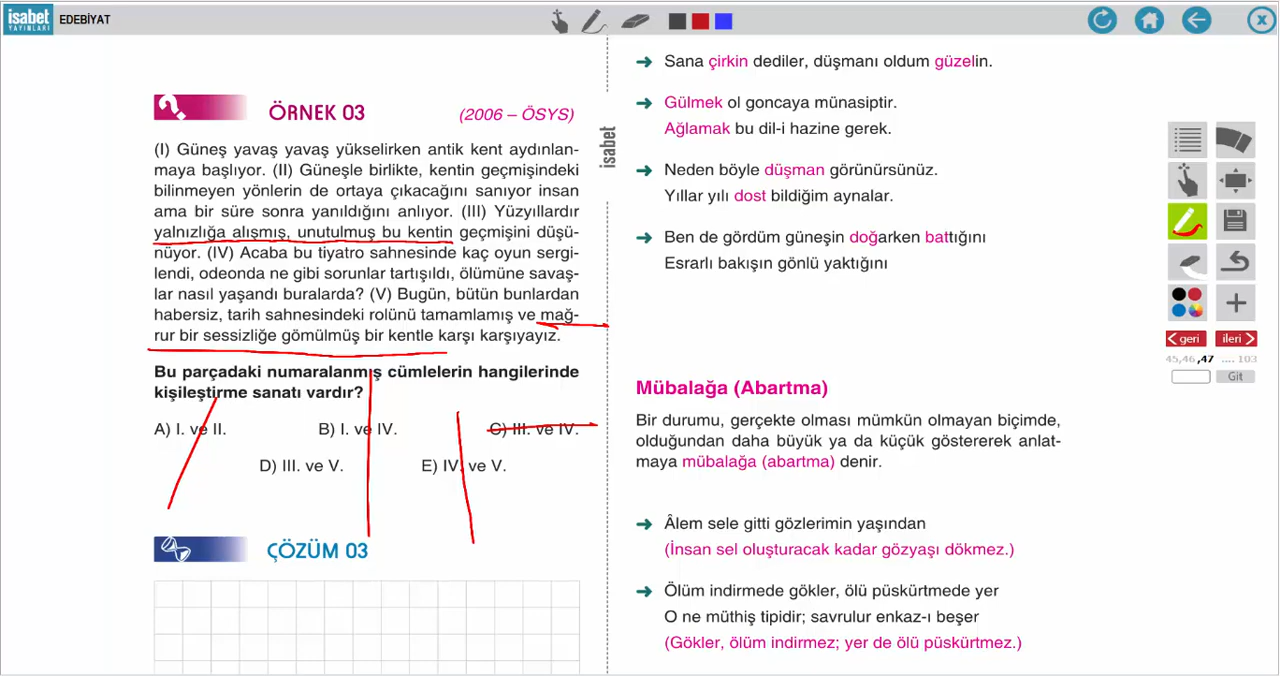 isabet
YAYINLARI
EDEBİYAT
ÖRNEK 03
(2006 – ÖSYS)
(I) Güneş yavaş yavaş yükselirken antik kent aydınlan-
maya başlıyor. (II) Güneşle birlikte, kentin geçmişindeki
bilinmeyen yönlerin de ortaya çıkacağını sanıyor insan
ama bir süre sonra yanıldığını anlıyor. (III) Yüzyıllardır
yalnızlığa alışmış, unutulmuş bu kentin geçmişini düşü-
nüyor. (IV) Acaba bu tiyatro sahnesinde kaç oyun sergi-
lendi, odeonda ne gibi sorunlar tartışıldı, ölümüne savaş-
lar nasıl yaşandı buralarda? (V) Bugün, bütün bunlardan
habersiz, tarih sahnesindeki rolünü tamamlamış ve mağ-
rur bir sessizliğe gömülmüş bir kentle karşı karşıyayız.
Bu parçadaki numaralanmış cümlelerin hangilerinde
kişileştirme sanatı vardır?
A) I. ve II.
B) I. ve IV.
C) III. ve IV.
D) III. ve V.
E) IV. ve V.
ÇÖZÜM 03
isabet
Sana çirkin dediler, düşmanı oldum güzelin.
Gülmek ol goncaya münasiptir.
Ağlamak bu dil-i hazine gerek.
Neden böyle düşman görünürsünüz.
Yıllar yılı dost bildiğim aynalar.
Ben de gördüm güneşin doğarken battığını
Esrarlı bakışın gönlü yaktığını
Mübalağa (Abartma)
Bir durumu, gerçekte olması mümkün olmayan biçimde,
olduğundan daha büyük ya da küçük göstererek anlat-
maya mübalağa (abartma) denir.
Âlem sele gitti gözlerimin yaşından
(İnsan sel oluşturacak kadar gözyaşı dökmez.)
Ölüm indirmede gökler, ölü püskürtmede yer
O ne müthiş tipidir; savrulur enkaz-ı beşer
(Gökler, ölüm indirmez; yer de ölü püskürtmez.)
geri
ileri
45,46,47 .... 103
Git